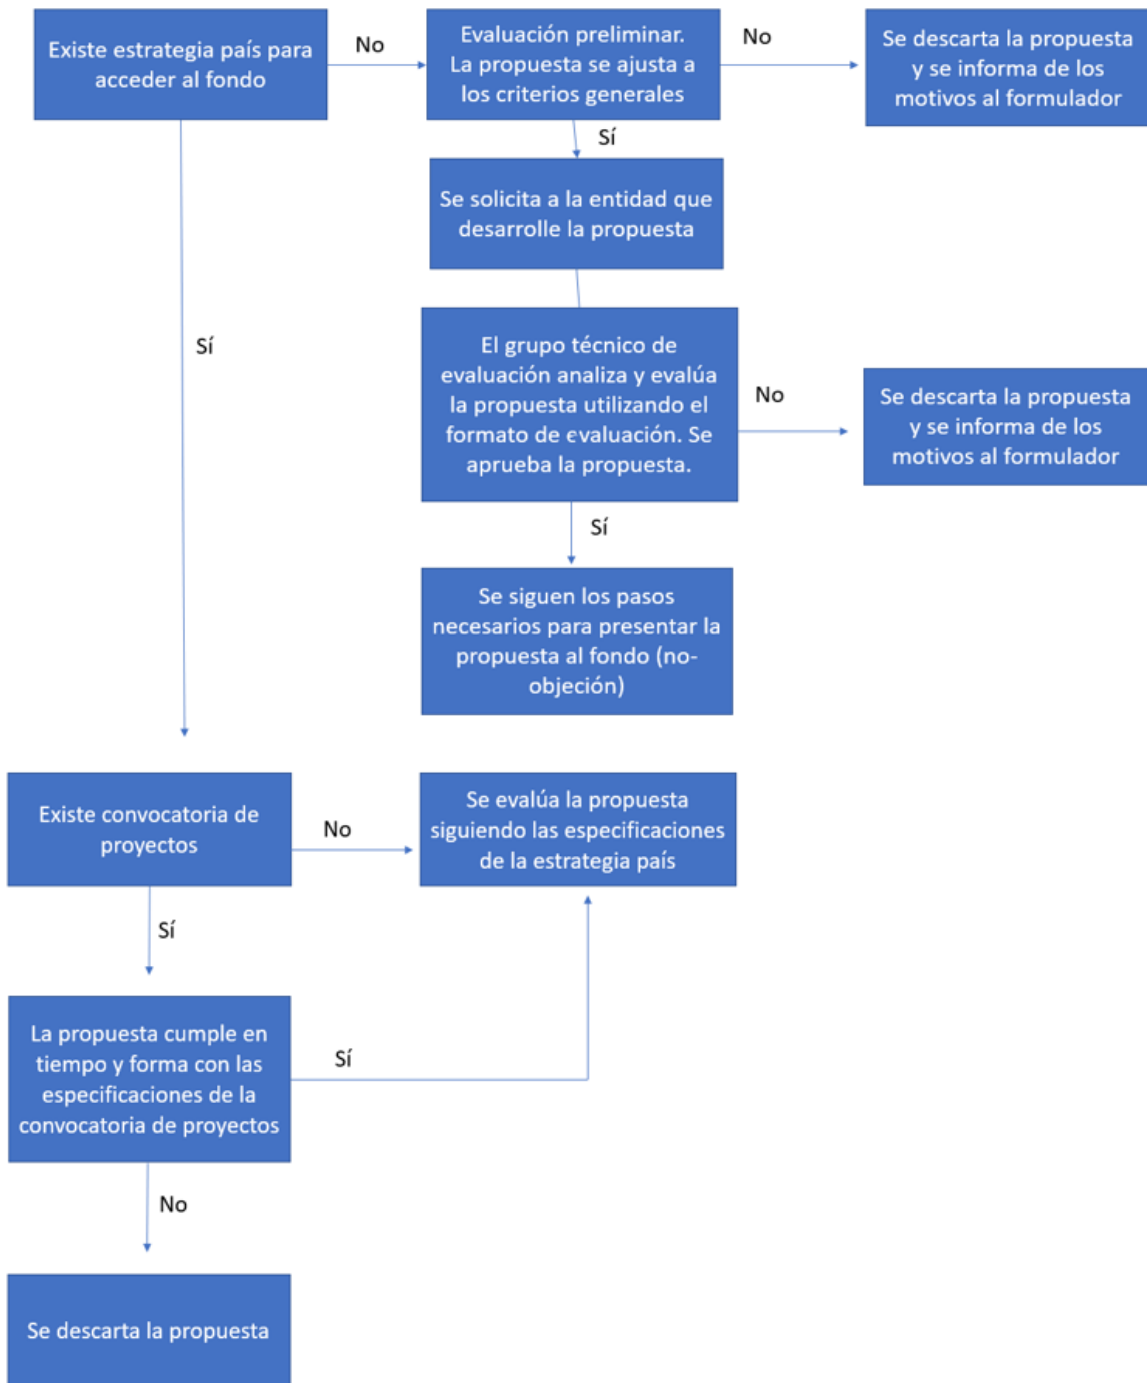 Existe estrategia país para
acceder al fondo
No
Evaluación preliminar.
La propuesta se ajusta a
los criterios generales
No
Se descarta la propuesta
y se informa de los
motivos al formulador
Sí
Se solicita a la entidad que
desarrolle la propuesta
Sí
El grupo técnico de
evaluación analiza y evalúa
la propuesta utilizando el
formato de evaluación. Se
aprueba la propuesta.
No
Se descarta la propuesta
y se informa de los
motivos al formulador
Sí
Se siguen los pasos
necesarios para presentar la
propuesta al fondo (no-
objeción)
Existe convocatoria de
proyectos
No
Se evalúa la propuesta
siguiendo las especificaciones
de la estrategia país
Sí
La propuesta cumple en
tiempo y forma con las
especificaciones de la
convocatoria de proyectos
Sí
No
Se descarta la propuesta